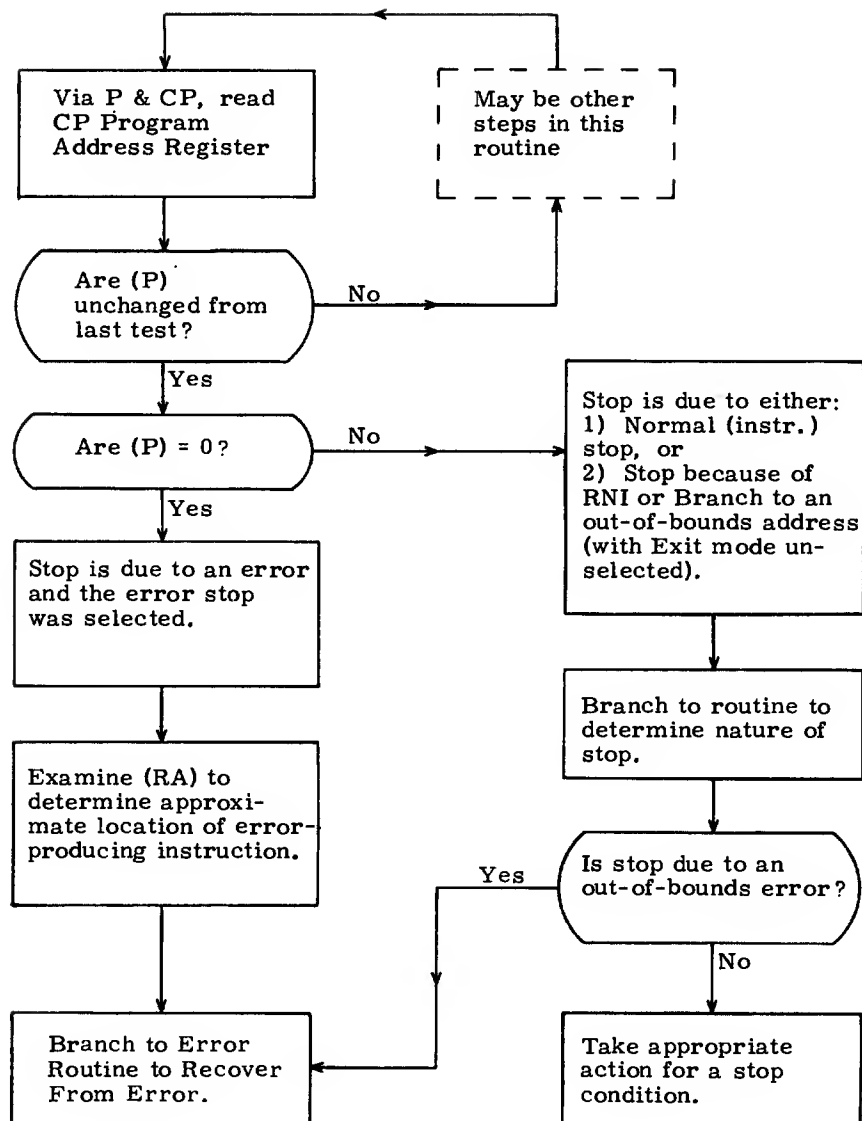 Via P & CP, read
CP Program
Address Register
May be other
steps in this
routine
Are (P)
unchanged from
last test?
No
Yes
Are (P) = 0?
No
Yes
Stop is due to either:
1) Normal (instr.)
stop, or
2) Stop because of
RNI or Branch to an
out-of-bounds address
(with Exit mode un-
selected).
Stop is due to an error
and the error stop
was selected.
Branch to routine to
determine nature of
stop.
Examine (RA) to
determine approxi-
mate location of error-
producing instruction.
Is stop due to an
out-of-bounds error?
Yes
No
Branch to Error
Routine to Recover
From Error.
Take appropriate
action for a stop
condition.